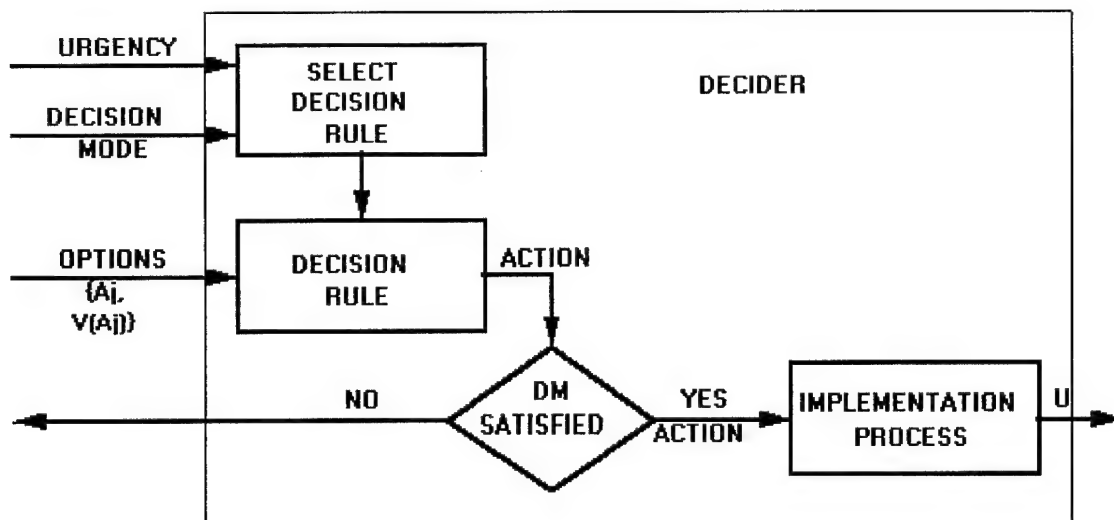 URGENCY
SELECT
DECISION
RULE
DECIDER
DECISION
MODE
OPTIONS
{Aj,
V(Aj)}
DECISION
RULE
ACTION
NO
DM
SATISFIED
YES
ACTION
IMPLEMENTATION
PROCESS
U